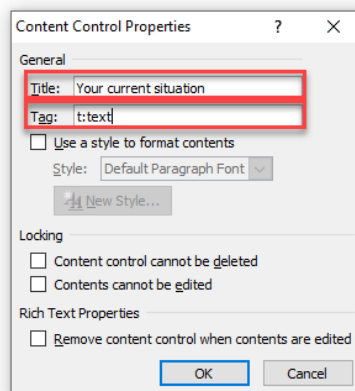 Content Control Properties ? ×
General
Title: Your current situation
Tag: t:text
Use a style to format contents
Style: Default Paragraph Font
New Style...
Locking
Content control cannot be deleted
Contents cannot be edited
Rich Text Properties
Remove content control when contents are edited
OK Cancel